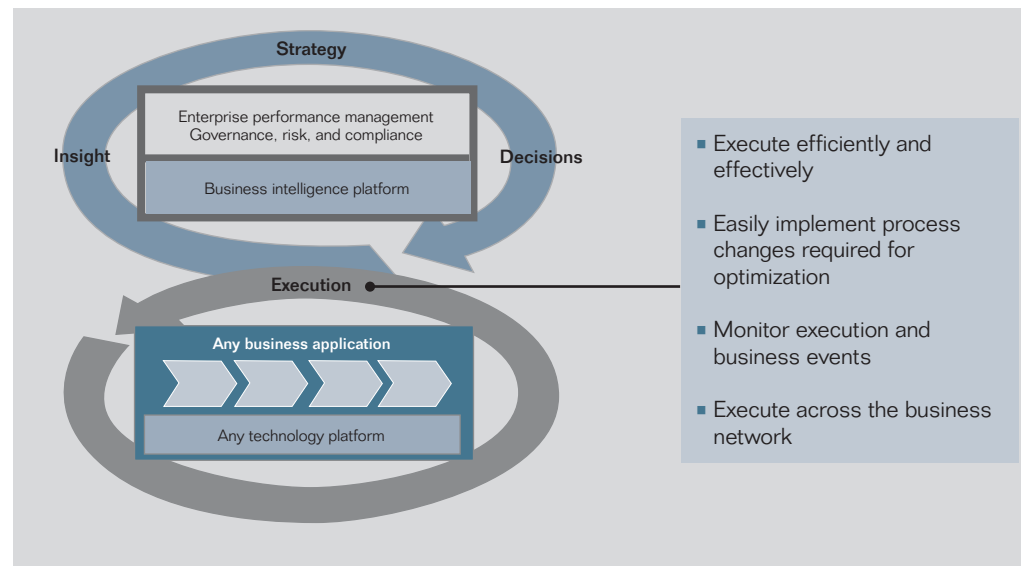 Strategy
Enterprise performance management
Governance, risk, and compliance
Insight
Decisions
Business intelligence platform
Execution
Any business application
Any technology platform
▪ Execute efficiently and
effectively
▪ Easily implement process
changes required for
optimization
▪ Monitor execution and
business events
▪ Execute across the business
network